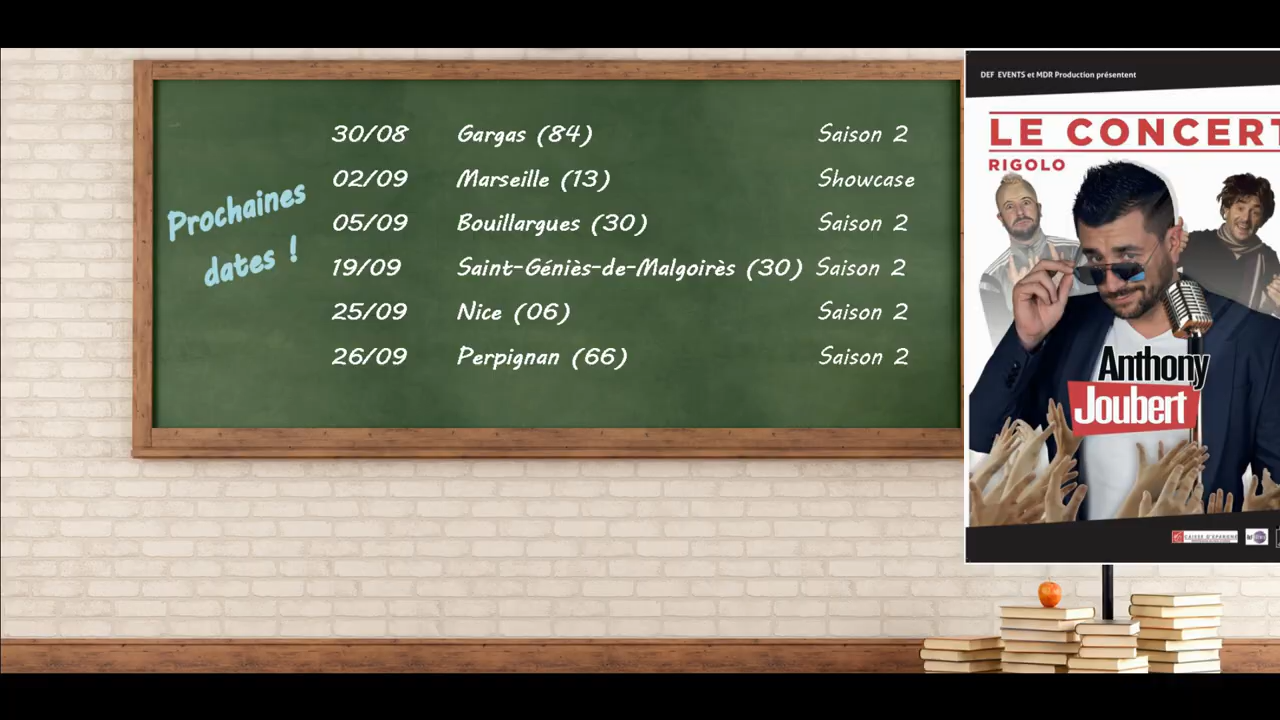 Prochaines
dates !
30/08 Gargas (84) Saison 2
02/09 Marseille (13) Showcase
05/09 Bouillargues (30) Saison 2
19/09 Saint-Géniès-de-Malgoirès (30) Saison 2
25/09 Nice (06) Saison 2
26/09 Perpignan (66) Saison 2
DEF EVENTS et MDR Production présentent
LE CONCERT
RIGOLO
Anthony
Joubert
CAISSE D'EPARGNE